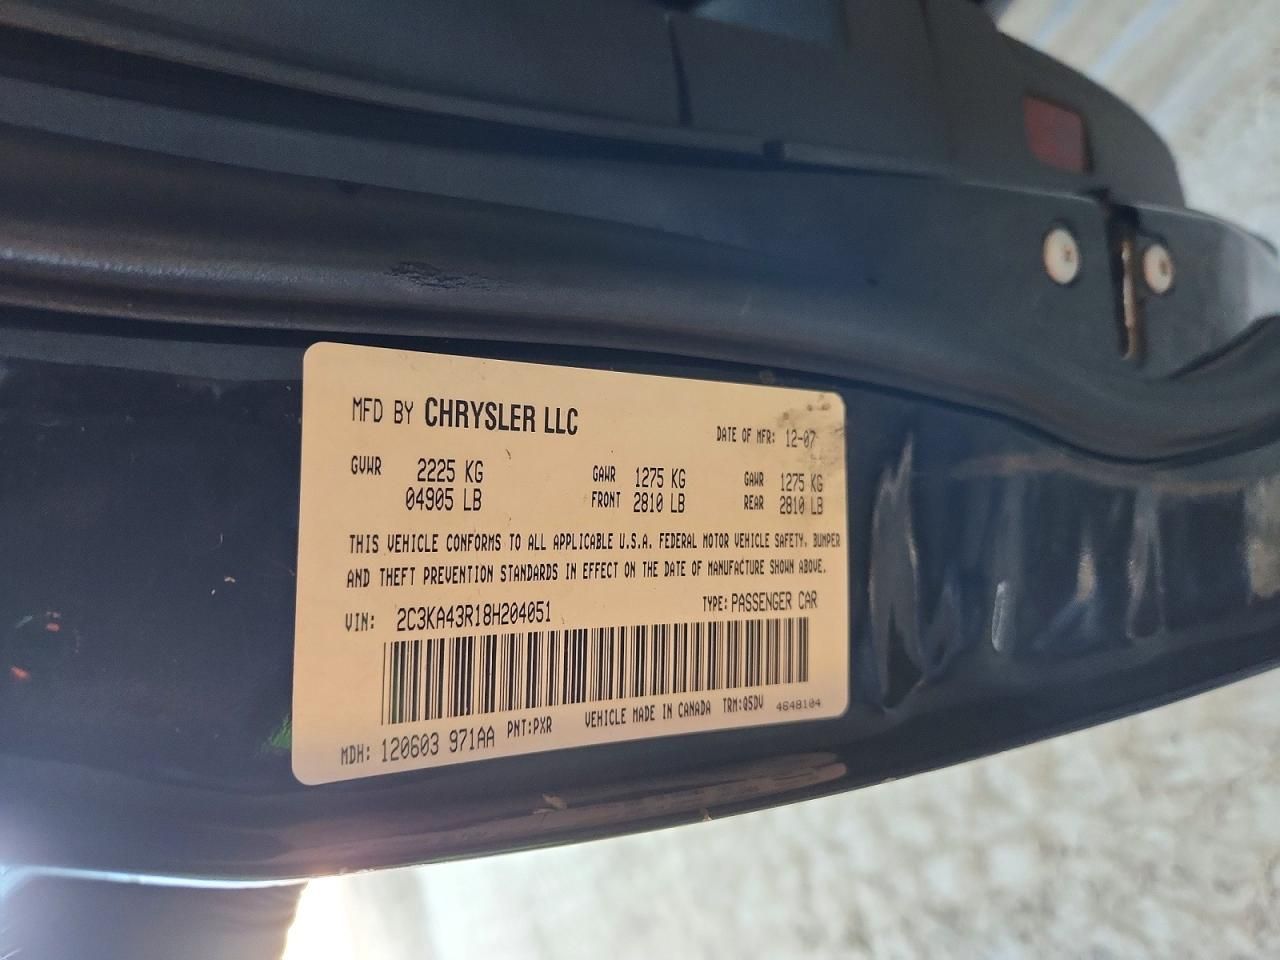 MFD BY CHRYSLER LLC
DATE OF MFR: 12-07
GVWR 2225 KG GAWR 1275 KG GAWR 1275 KG
04905 LB FRONT 2810 LB REAR 2810 LB
THIS VEHICLE CONFORMS TO ALL APPLICABLE U.S.A. FEDERAL MOTOR VEHICLE SAFETY, BUMPER
AND THEFT PREVENTION STANDARDS IN EFFECT ON THE DATE OF MANUFACTURE SHOWN ABOVE.
VIN: 2C3KA43R18H204051 TYPE: PASSENGER CAR
MDH: 120603 971AA PNT:PXR VEHICLE MADE IN CANADA TRM:Q5DV 4648104